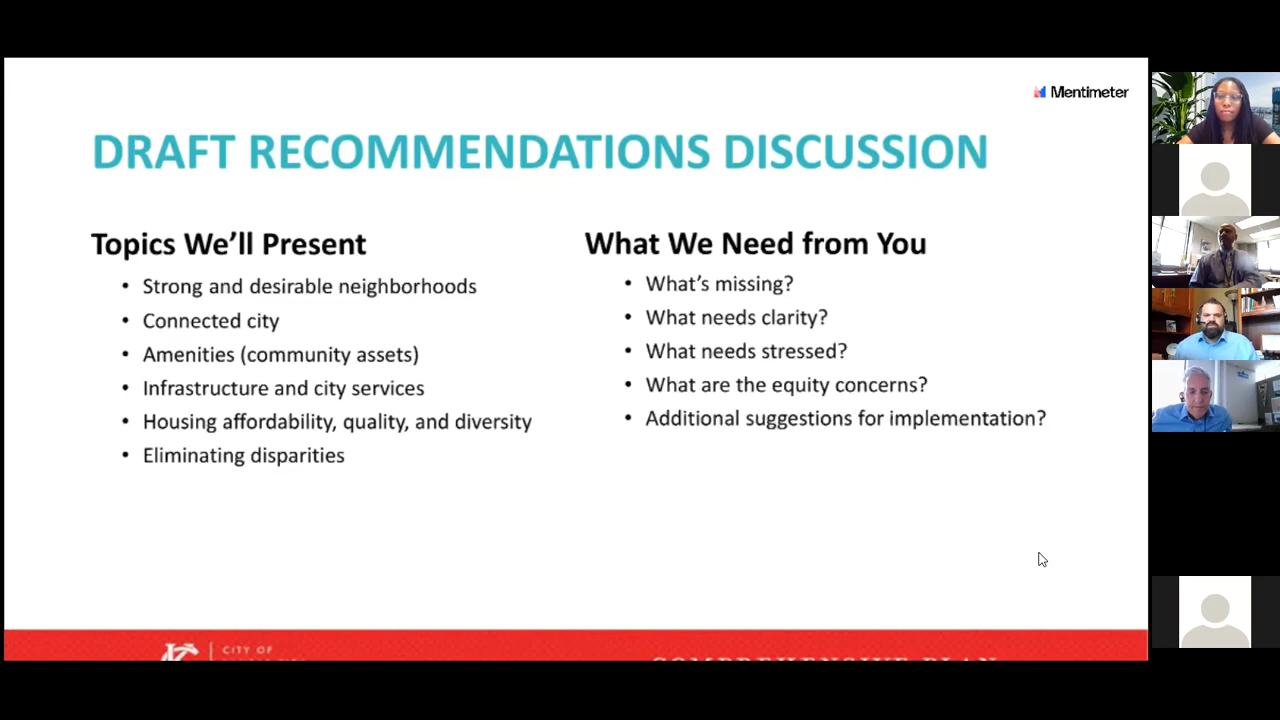 Mentimeter
DRAFT RECOMMENDATIONS DISCUSSION
Topics We'll Present
• Strong and desirable neighborhoods
• Connected city
• Amenities (community assets)
• Infrastructure and city services
• Housing affordability, quality, and diversity
• Eliminating disparities
What We Need from You
• What's missing?
• What needs clarity?
• What needs stressed?
• What are the equity concerns?
• Additional suggestions for implementation?
CITY OF
COMPREHENSIVE PLAN